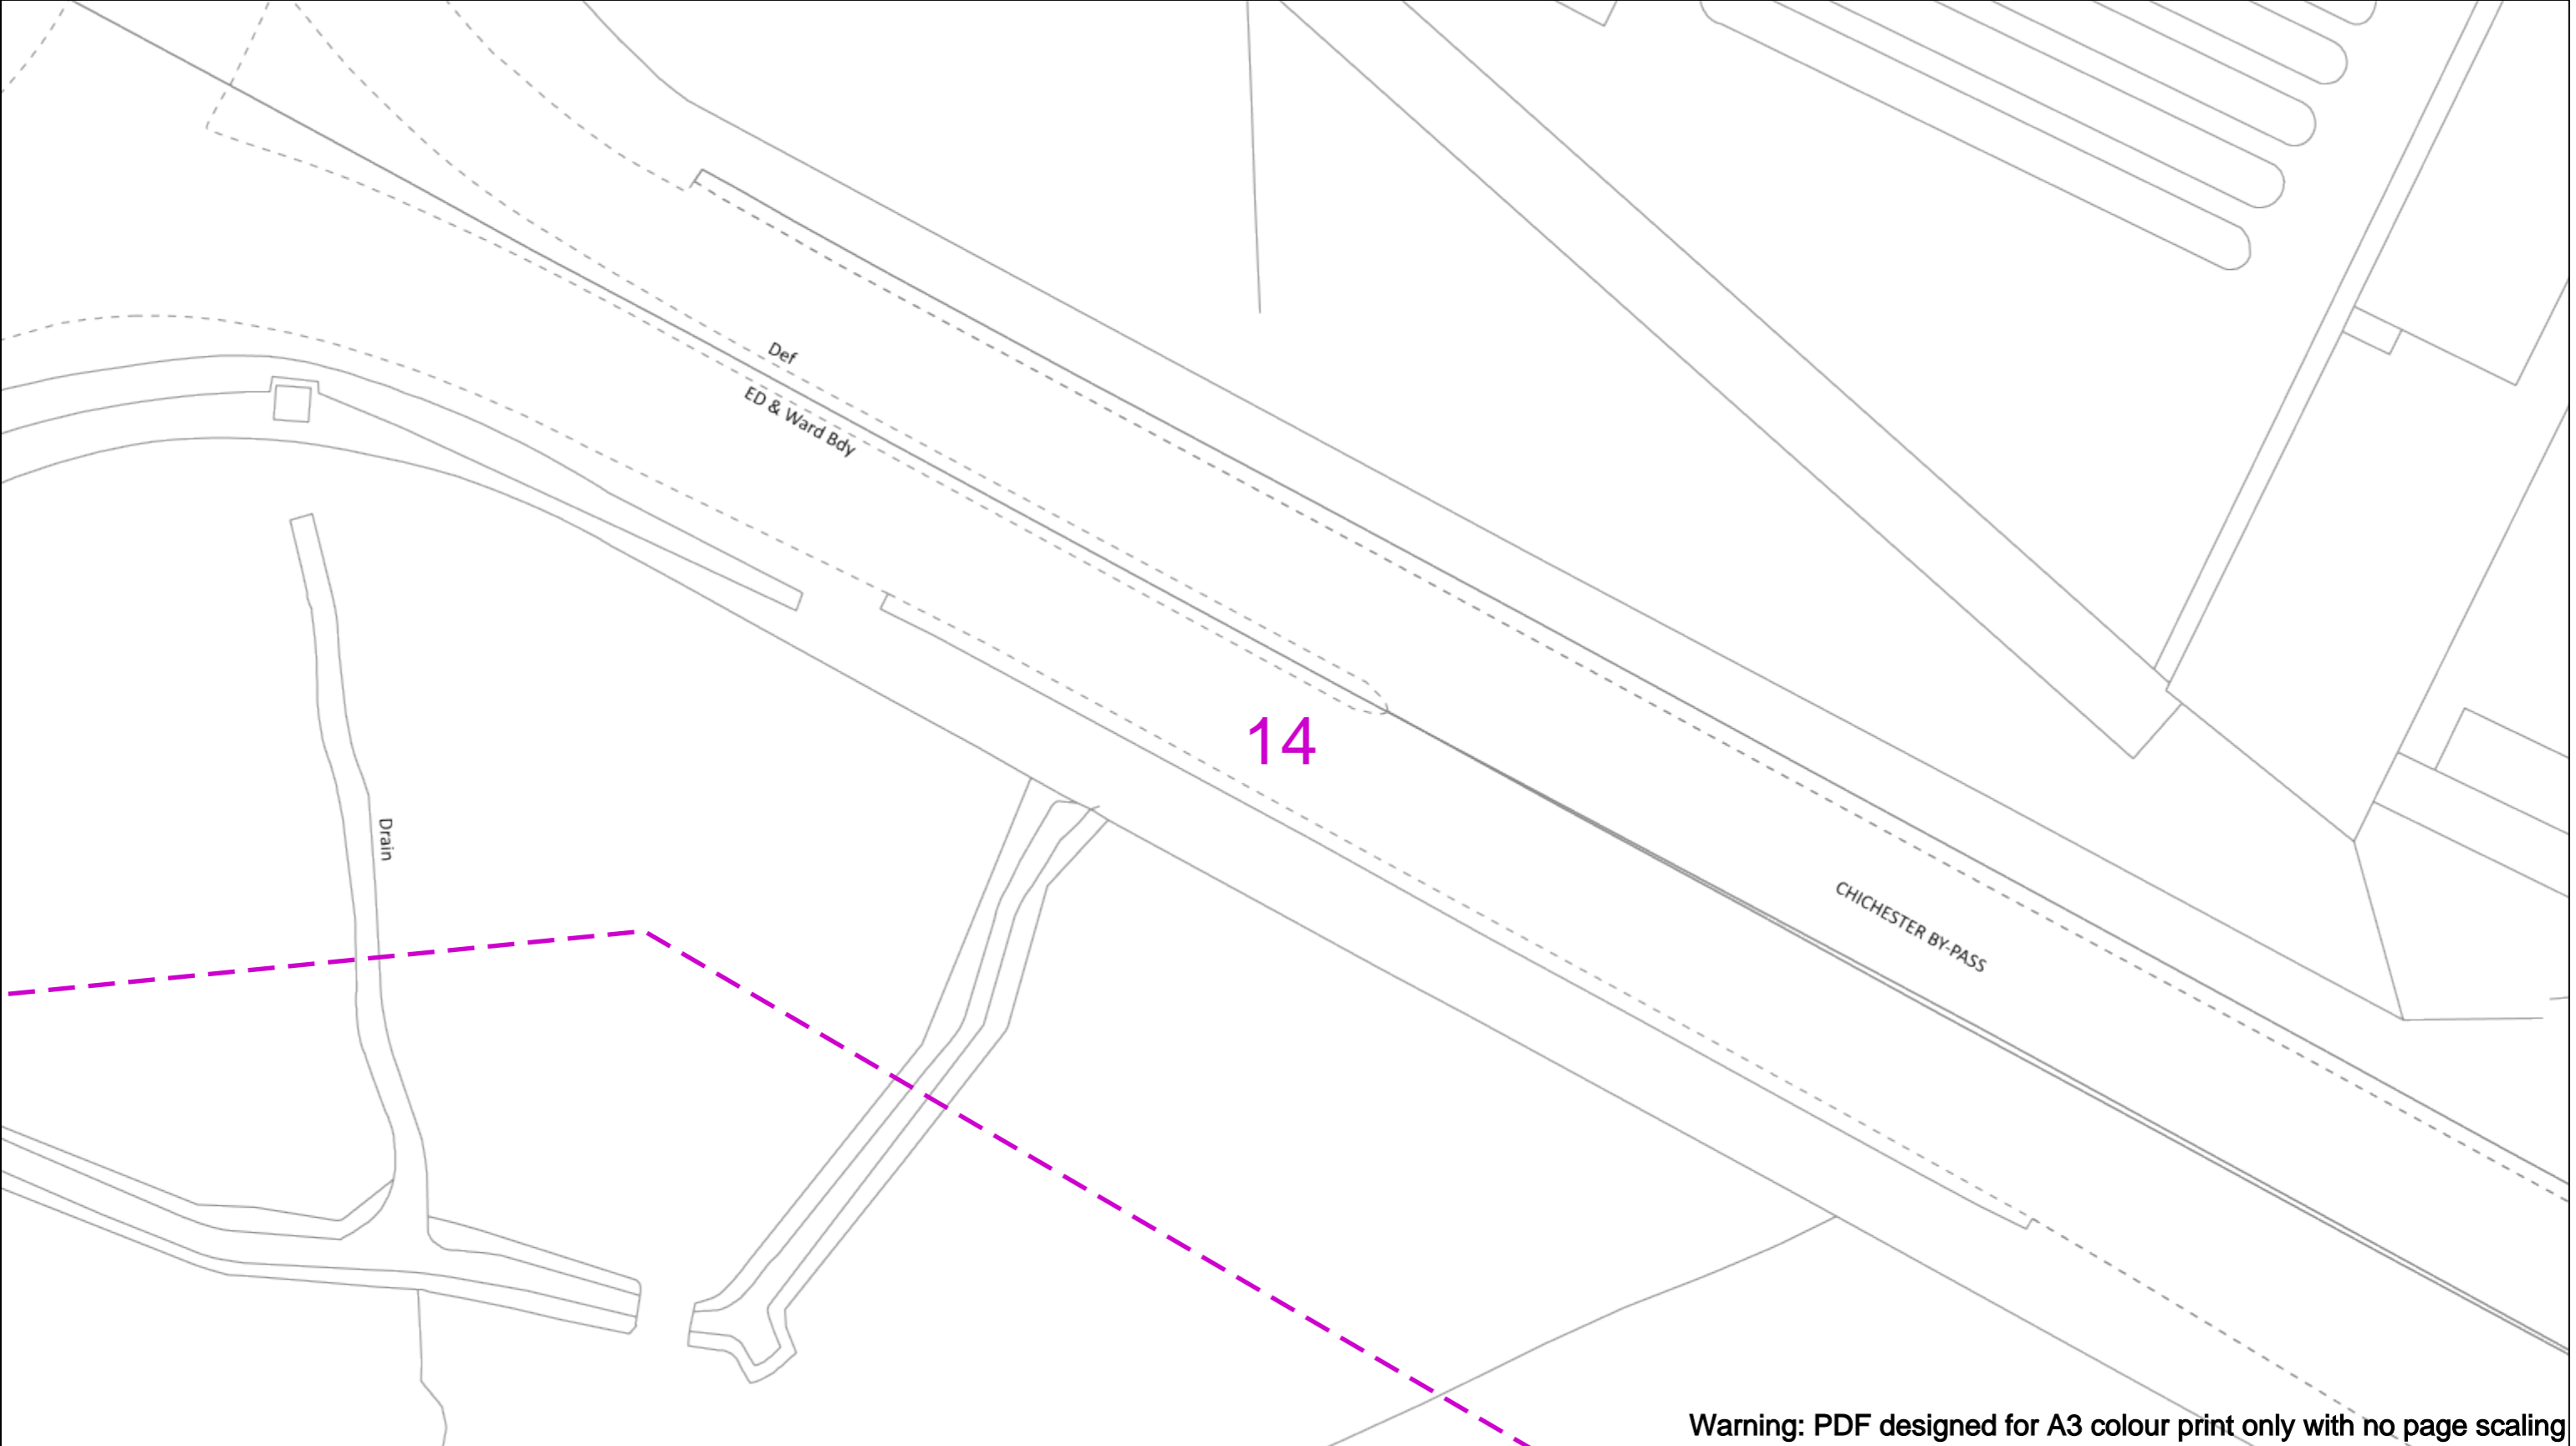 Def
ED & Ward Bdy
14
Drain
CHICHESTER BY-PASS
Warning: PDF designed for A3 colour print only with no page scaling